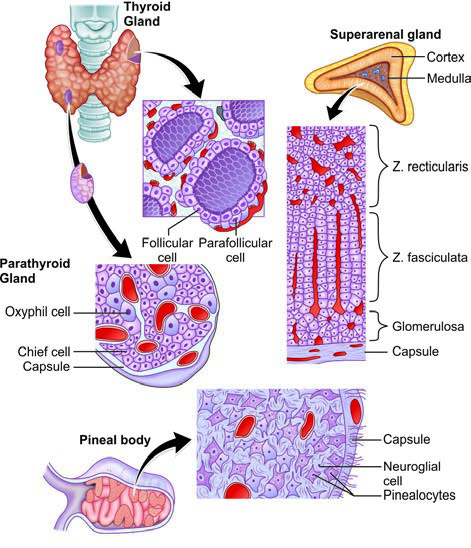 Thyroid
Gland
Superarenal gland
Cortex
Medulla
Z. recticularis
Follicular
cell
Parafollicular
cell
Z. fasciculata
Parathyroid
Gland
Oxyphil cell
Glomerulosa
Chief cell
Capsule
Capsule
Pineal body
Capsule
Neuroglial
cell
Pinealocytes